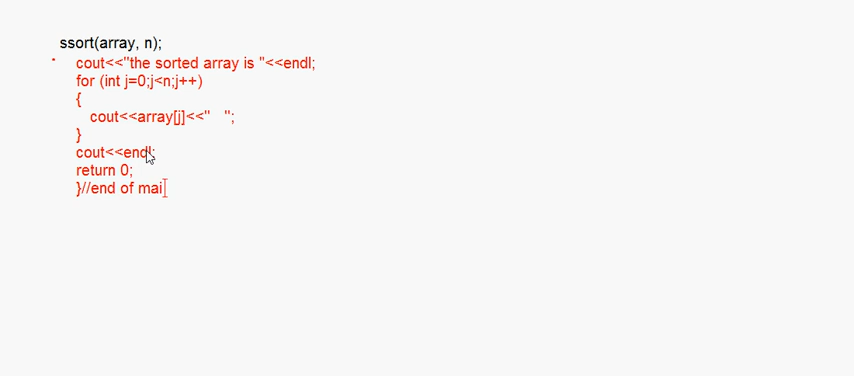 ssort(array, n);
cout<<"the sorted array is "<<endl;
for (int j=0;j<n;j++)
{
cout<<array[j]<<"   ";
}
cout<<endl;
return 0;
}//end of mai